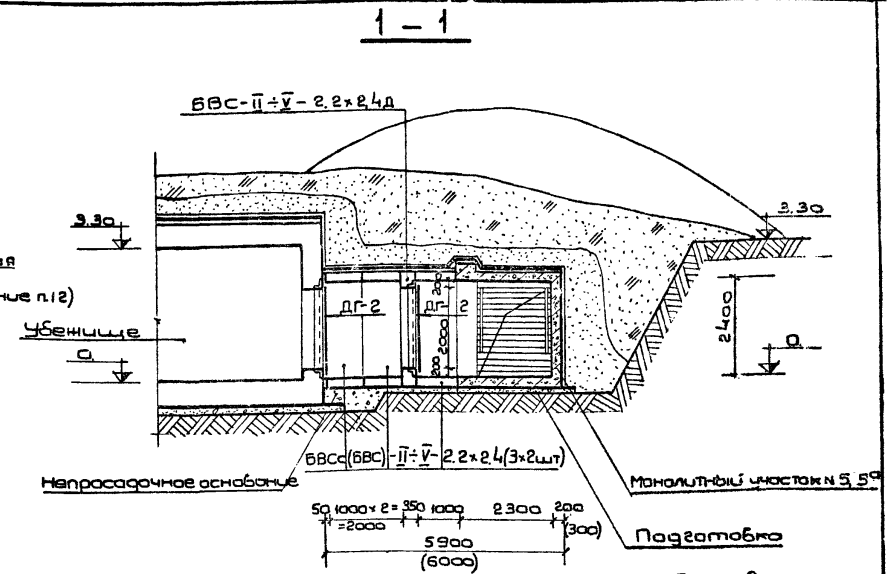 1 – 1
БВС-II÷V-2.2×2,4Д
3.30
3.30
ние п.12)
Убежище
0.
ДГ-2
ДГ-2
200
2000
200
2400
0.
БВСс(БВС)-II÷V-2.2×2.4(3×2шт)
Непросадочное основание
Монолитный участок N 5, 5а
50 1000×2=2000 350 1000 2300 200
(300)
5900
(6000)
Подготовка